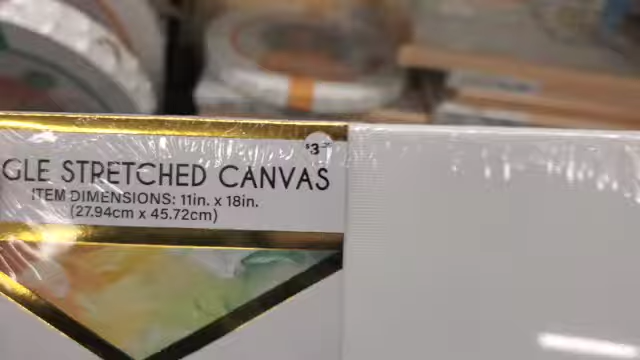 GLE STRETCHED CANVAS
ITEM DIMENSIONS: 11in. x 18in.
(27.94cm x 45.72cm)